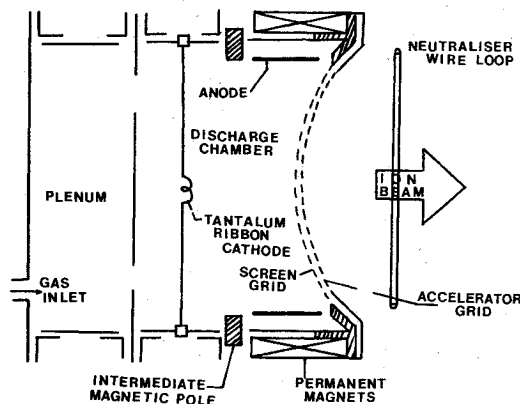 NEUTRALISER
WIRE LOOP
ANODE
DISCHARGE
CHAMBER
ION
BEAM
PLENUM
TANTALUM
RIBBON
CATHODE
SCREEN
GRID
GAS
INLET
ACCELERATOR
GRID
INTERMEDIATE
MAGNETIC POLE
PERMANENT
MAGNETS